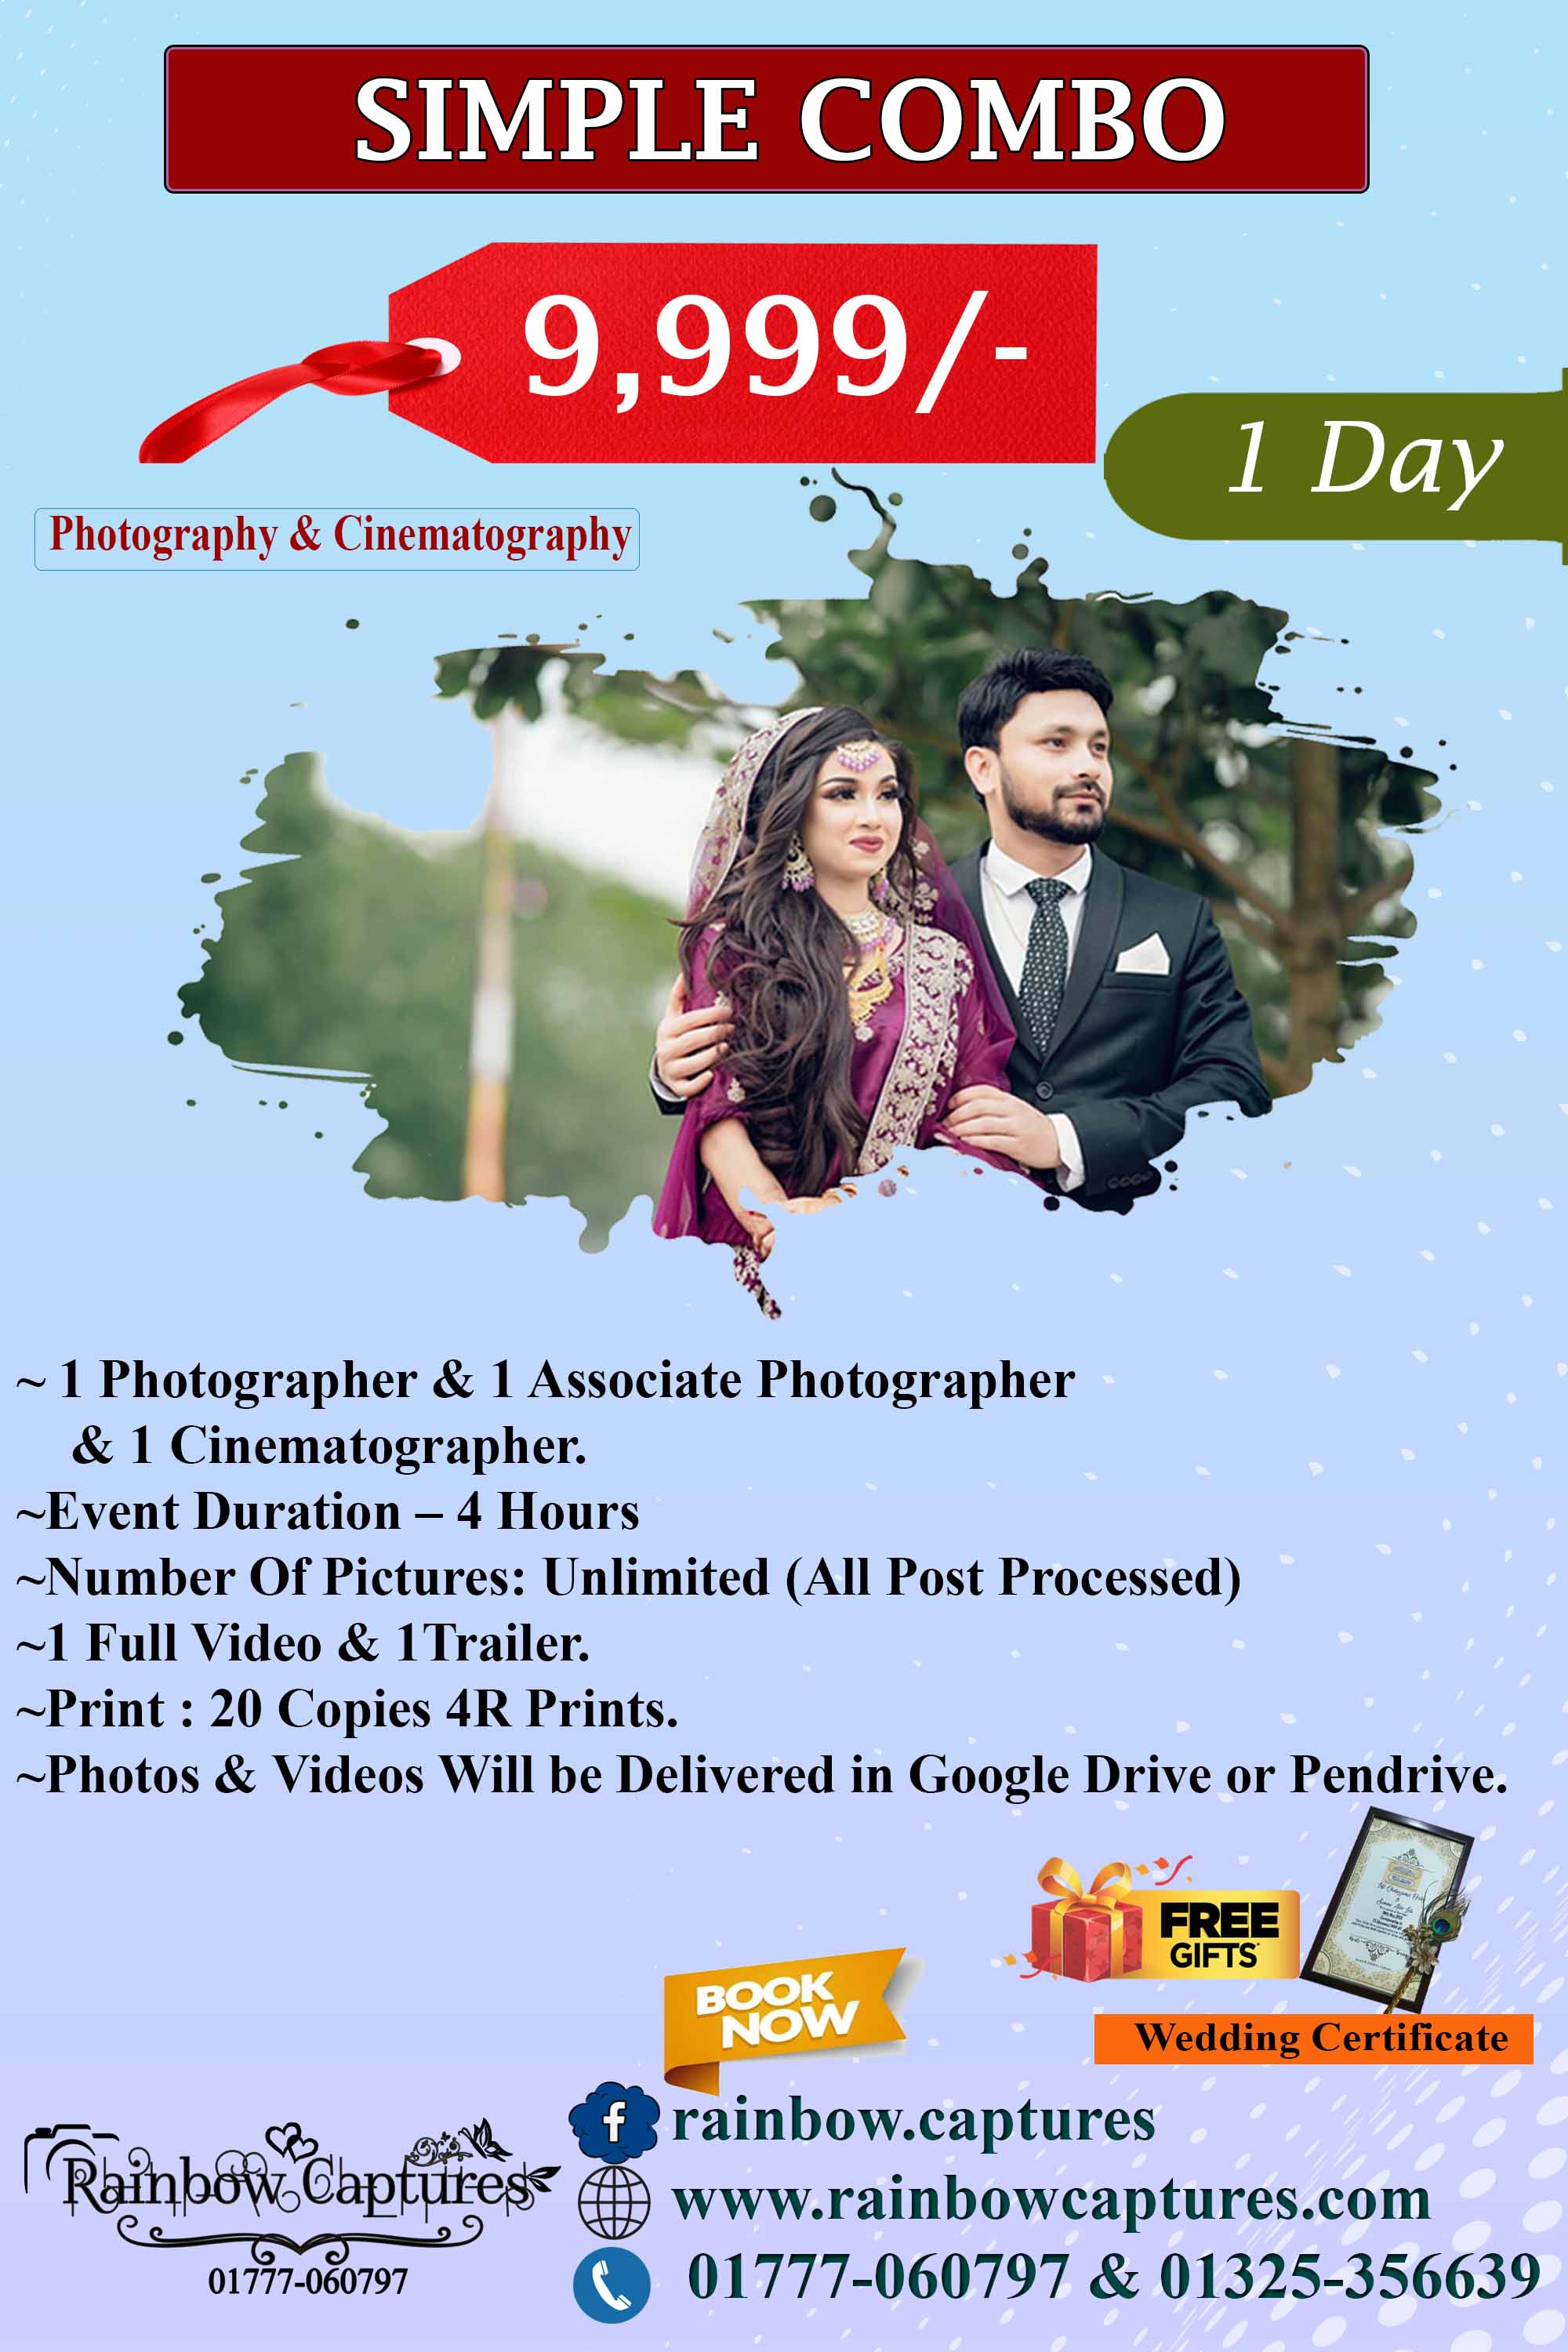 SIMPLE COMBO
9,999/-
1 Day
Photography & Cinematography
~ 1 Photographer & 1 Associate Photographer
& 1 Cinematographer.
~Event Duration – 4 Hours
~Number Of Pictures: Unlimited (All Post Processed)
~1 Full Video & 1Trailer.
~Print : 20 Copies 4R Prints.
~Photos & Videos Will be Delivered in Google Drive or Pendrive.
FREE
GIFTS
BOOK
NOW
Wedding Certificate
f rainbow.captures
Rainbow Captures
www.rainbowcaptures.com
01777-060797
01777-060797 & 01325-356639